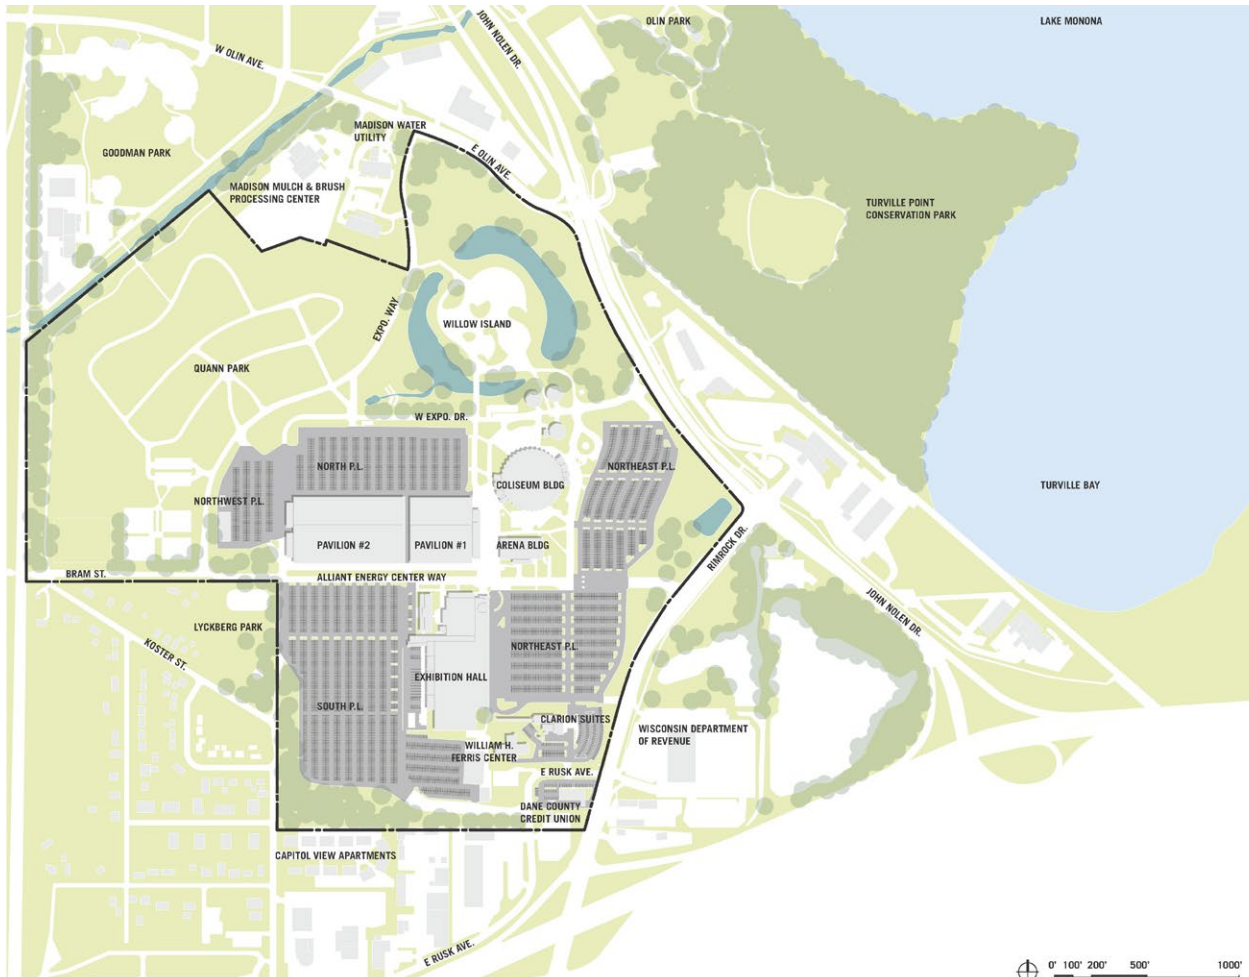 OLIN PARK
LAKE MONONA
JOHN NOLEN DR.
W OLIN AVE.
MADISON WATER
UTILITY
E OLIN AVE.
GOODMAN PARK
MADISON MULCH & BRUSH
PROCESSING CENTER
TURVILLE POINT
CONSERVATION PARK
EXPO. WAY
WILLOW ISLAND
QUANN PARK
W EXPO. DR.
NORTH P.L.
NORTHEAST P.L.
COLISEUM BLDG
TURVILLE BAY
NORTHWEST P.L.
PAVILION #2
PAVILION #1
ARENA BLDG
RIMROCK DR.
BRAM ST.
ALLIANT ENERGY CENTER WAY
JOHN NOLEN DR.
LYCKBERG PARK
KOSTER ST.
NORTHEAST P.L.
EXHIBITION HALL
SOUTH P.L.
CLARION SUITES
WISCONSIN DEPARTMENT
OF REVENUE
WILLIAM H.
FERRIS CENTER
E RUSK AVE.
DANE COUNTY
CREDIT UNION
CAPITOL VIEW APARTMENTS
E RUSK AVE.
0' 100' 200' 500' 1000'